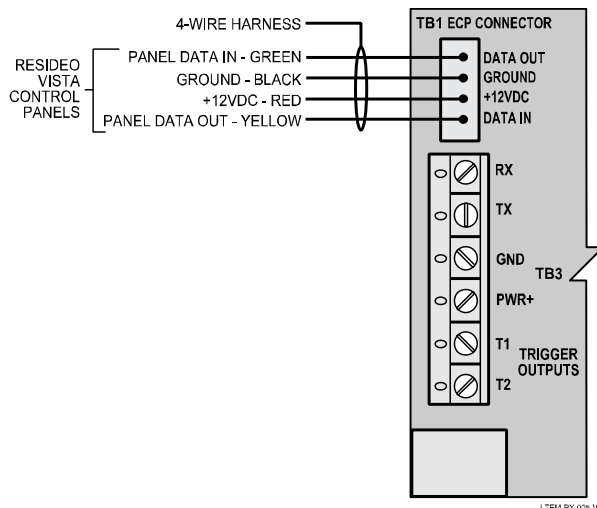 4-WIRE HARNESS
TB1 ECP CONNECTOR
RESIDEO
VISTA
CONTROL
PANELS
PANEL DATA IN - GREEN
GROUND - BLACK
+12VDC - RED
PANEL DATA OUT - YELLOW
DATA OUT
GROUND
+12VDC
DATA IN
RX
TX
GND
TB3
PWR+
T1
TRIGGER
OUTPUTS
T2